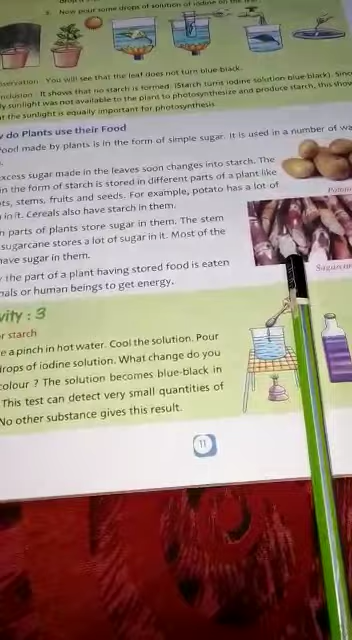 5. Now pour some drops of solution of iodine on the leaf.
servation : You will see that the leaf does not turn blue-black.
nclusion : It shows that no starch is formed. (Starch turns iodine solution blue-black). Sinc
ly sunlight was not available to the plant to photosynthesize and produce starch, this show
at the sunlight is equally important for photosynthesis.
w do Plants use their Food
Food made by plants is in the form of simple sugar. It is used in a number of wa
s.
excess sugar made in the leaves soon changes into starch. The
in the form of starch is stored in different parts of a plant like
ots, stems, fruits and seeds. For example, potato has a lot of
h in it. Cereals also have starch in them.
Potato
n parts of plants store sugar in them. The stem
sugarcane stores a lot of sugar in it. Most of the
have sugar in them.
Sugarcan
y the part of a plant having stored food is eaten
mals or human beings to get energy.
vity : 3
or starch
e a pinch in hot water. Cool the solution. Pour
drops of iodine solution. What change do you
colour ? The solution becomes blue-black in
This test can detect very small quantities of
No other substance gives this result.
11